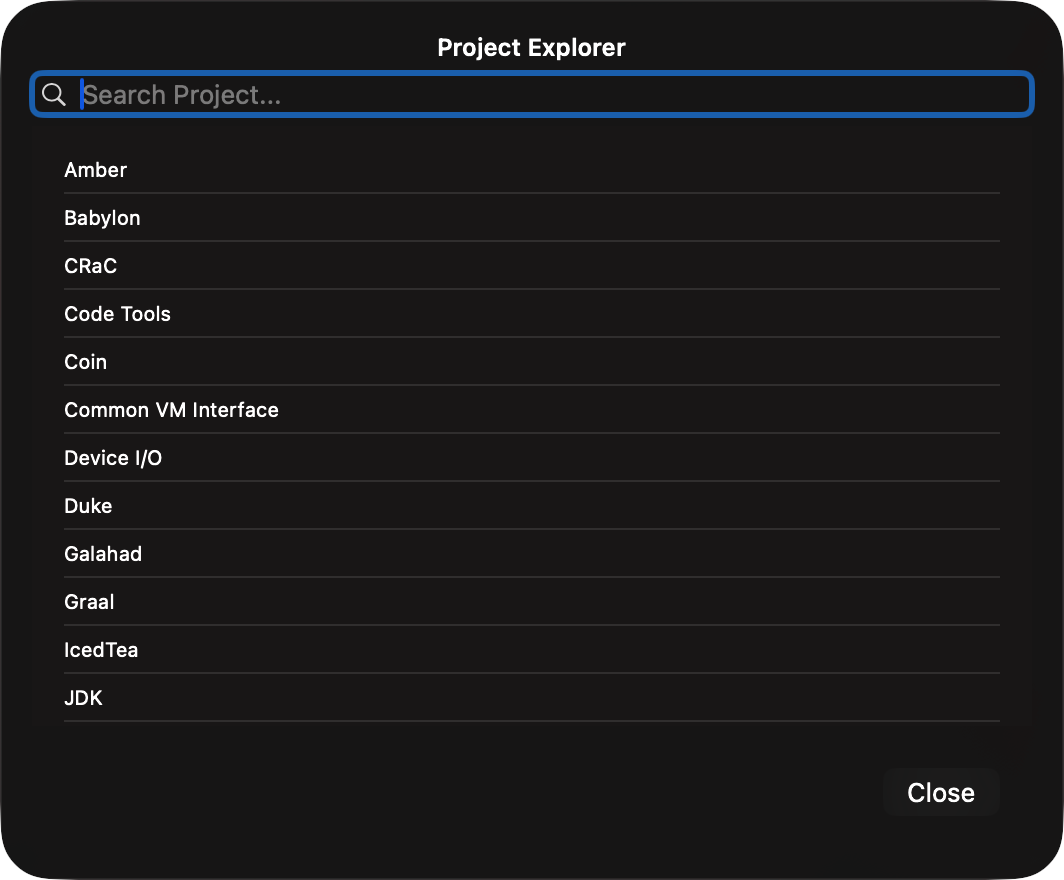 Project Explorer
Search Project...
Amber
Babylon
CRaC
Code Tools
Coin
Common VM Interface
Device I/O
Duke
Galahad
Graal
IcedTea
JDK
Close